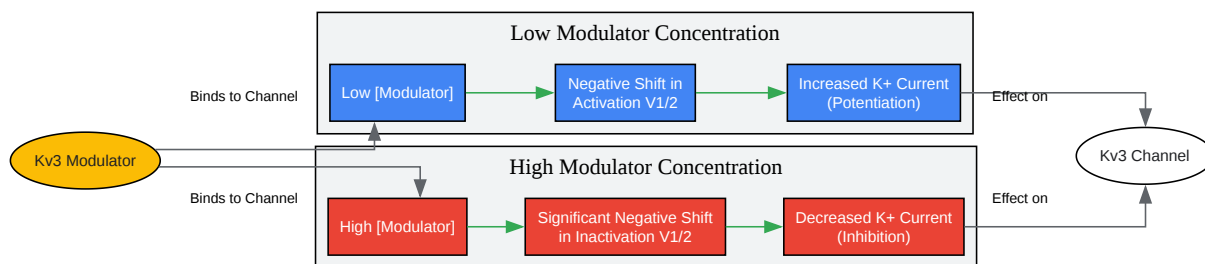 Low Modulator Concentration
Binds to Channel
Low [Modulator]
Negative Shift in
Activation V1/2
Increased K+ Current
(Potentiation)
Effect on
Kv3 Modulator
Kv3 Channel
High Modulator Concentration
Binds to Channel
High [Modulator]
Significant Negative Shift
in Inactivation V1/2
Decreased K+ Current
(Inhibition)
Effect on